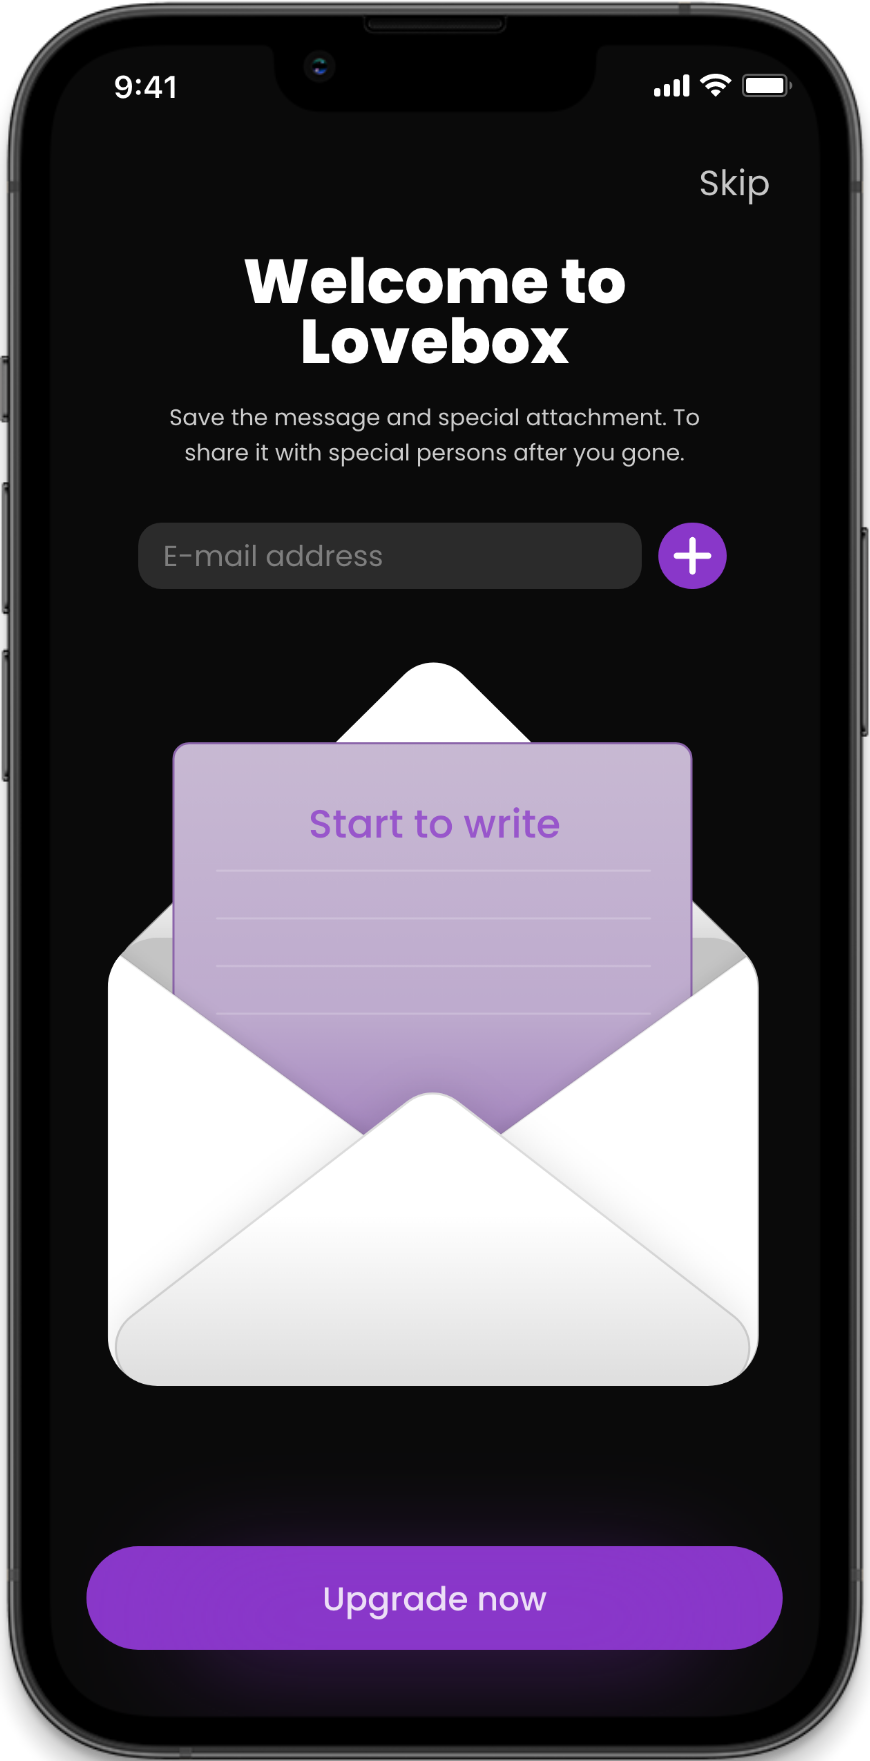 9:41
Skip
Welcome to
Lovebox
Save the message and special attachment. To
share it with special persons after you gone.
E-mail address
Start to write
Upgrade now